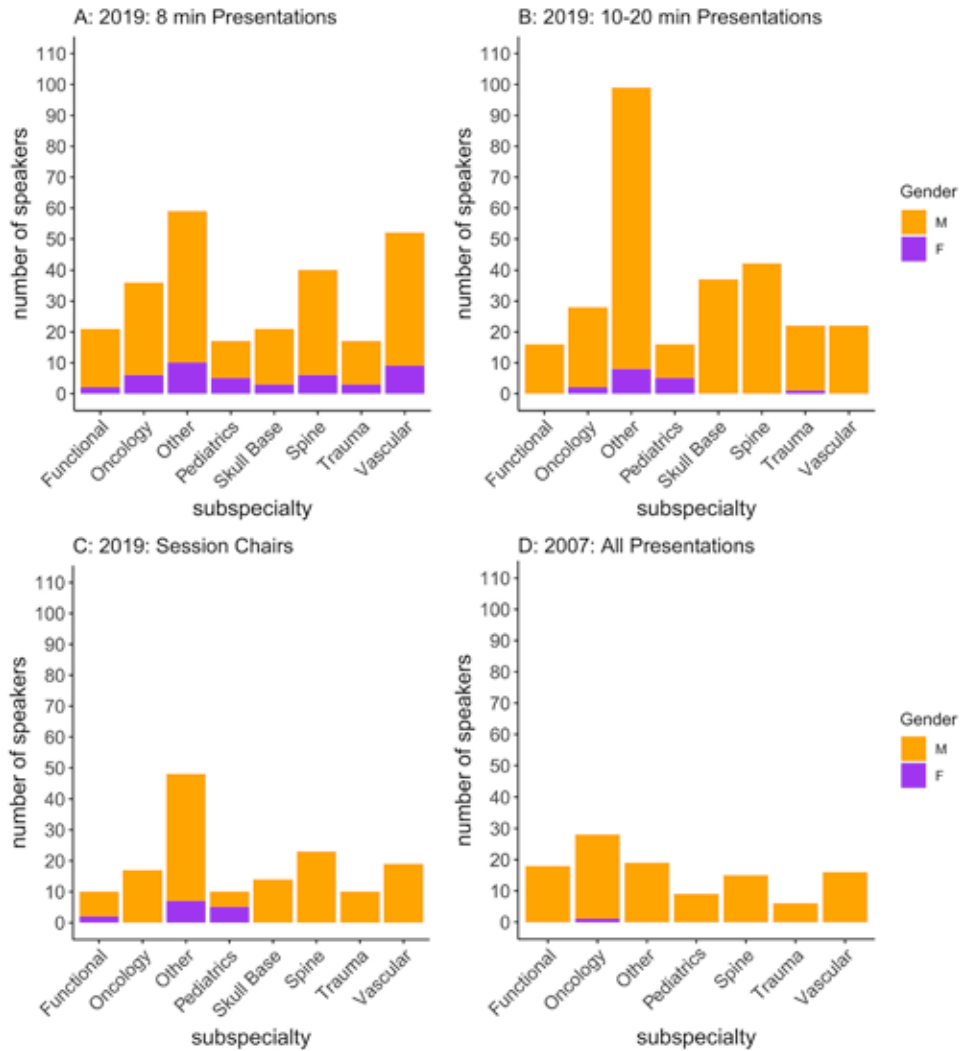 A: 2019: 8 min Presentations
number of speakers
110
100
90
80
70
60
50
40
30
20
10
0
Functional
Oncology
Other
Pediatrics
Skull Base
Spine
Trauma
Vascular
subspecialty
B: 2019: 10-20 min Presentations
number of speakers
110
100
90
80
70
60
50
40
30
20
10
0
Functional
Oncology
Other
Pediatrics
Skull Base
Spine
Trauma
Vascular
subspecialty
Gender
M
F
C: 2019: Session Chairs
number of speakers
110
100
90
80
70
60
50
40
30
20
10
0
Functional
Oncology
Other
Pediatrics
Skull Base
Spine
Trauma
Vascular
subspecialty
D: 2007: All Presentations
number of speakers
110
100
90
80
70
60
50
40
30
20
10
0
Functional
Oncology
Other
Pediatrics
Spine
Trauma
Vascular
subspecialty
Gender
M
F